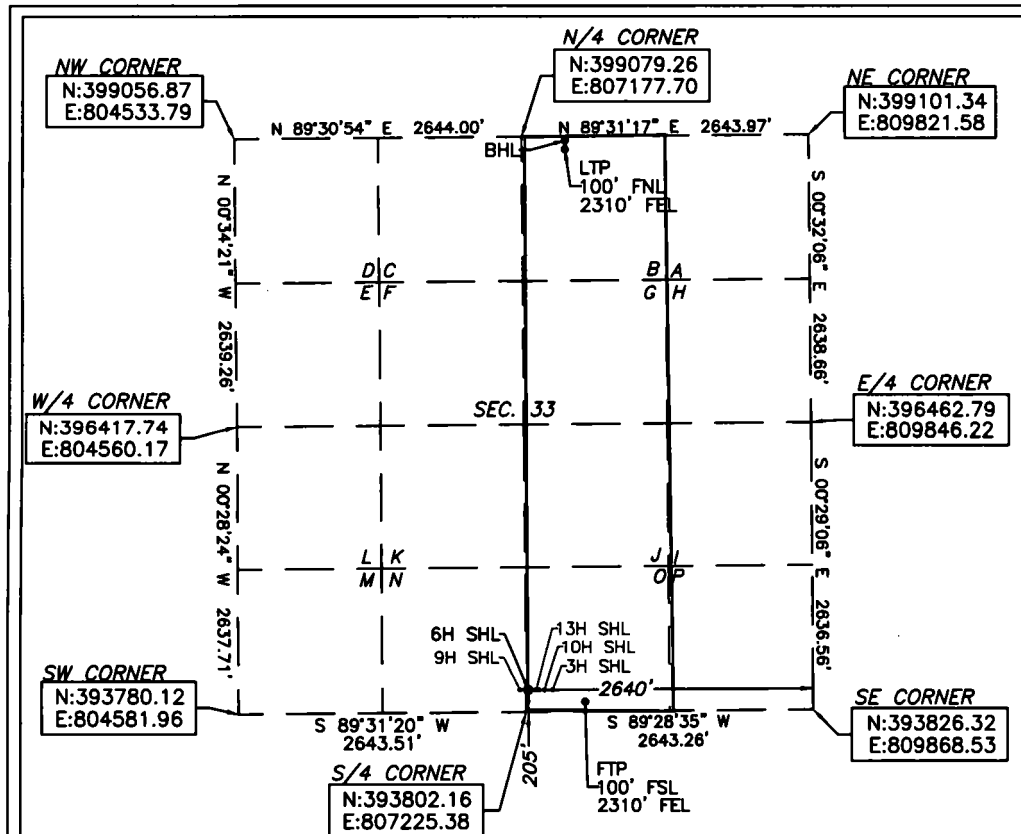 N/4 CORNER
N:399079.26
E:807177.70
NW CORNER
N:399056.87
E:804533.79
NE CORNER
N:399101.34
E:809821.58
N 89°30'54" E 2644.00'
N 89°31'17" E 2643.97'
BHL
LTP
100' FNL
2310' FEL
N 00°34'21" W 2639.26'
S 00°32'06" E 2638.66'
D C
E F
B A
G H
W/4 CORNER
N:396417.74
E:804560.17
SEC. 33
E/4 CORNER
N:396462.79
E:809846.22
N 00°28'24" W 2637.71'
S 00°29'06" E 2636.56'
L K
M N
J I
O P
6H SHL
9H SHL
13H SHL
10H SHL
3H SHL
2640'
SW CORNER
N:393780.12
E:804581.96
SE CORNER
N:393826.32
E:809868.53
S 89°31'20" W
2643.51'
S 89°28'35" W
2643.26'
205'
S/4 CORNER
N:393802.16
E:807225.38
FTP
100' FSL
2310' FEL